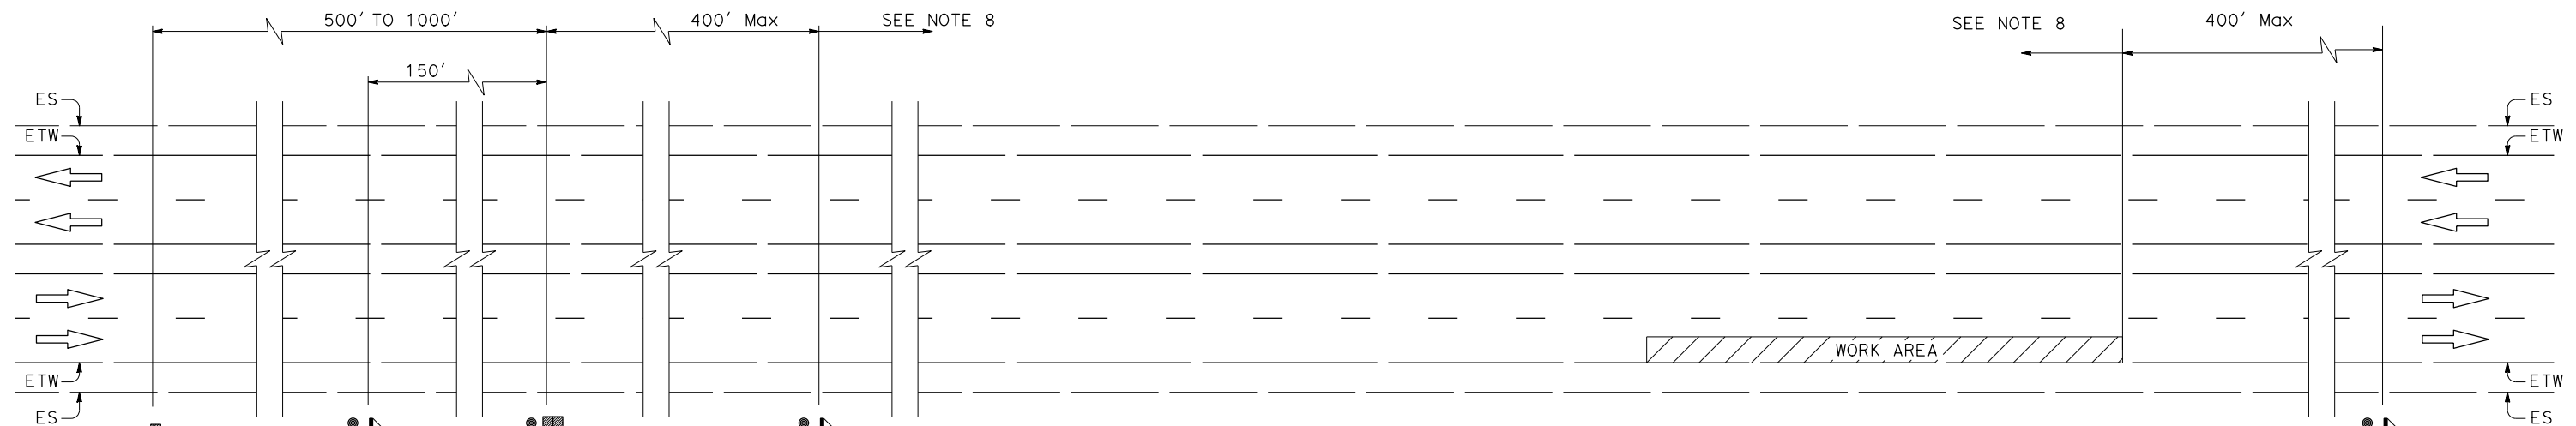 500' TO 1000'
400' Max
SEE NOTE 8
SEE NOTE 8
400' Max
150'
ES
ES
ETW
ETW
WORK AREA
ETW
ETW
ES
ES